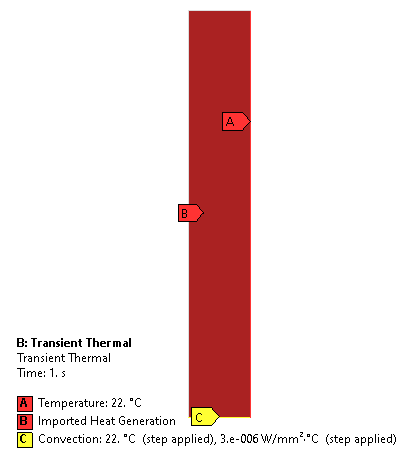 A
B
C
B: Transient Thermal
Transient Thermal
Time: 1. s
A Temperature: 22. °C
B Imported Heat Generation
C Convection: 22. °C (step applied), 3.e-006 W/mm²·°C (step applied)